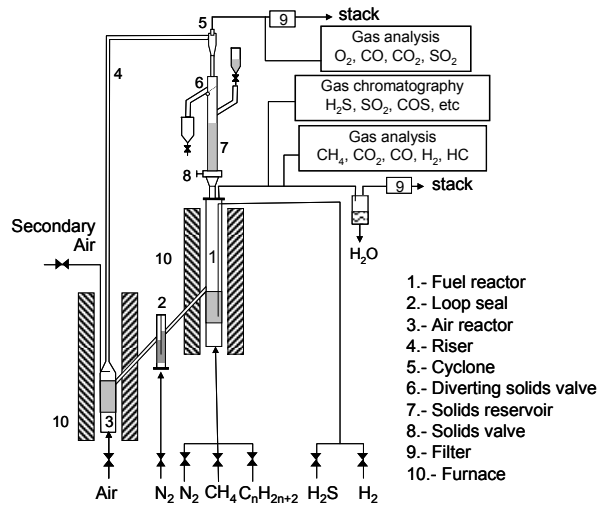 5
9
stack
Gas analysis
O2, CO, CO2, SO2
4
6
Gas chromatography
H2S, SO2, COS, etc
7
Gas analysis
CH4, CO2, CO, H2, HC
8
9
stack
Secondary
Air
10
1
H2O
2
1.- Fuel reactor
2.- Loop seal
3.- Air reactor
4.- Riser
5.- Cyclone
6.- Diverting solids valve
7.- Solids reservoir
8.- Solids valve
9.- Filter
10.- Furnace
10
3
Air
N2
N2
CH4
CnH2n+2
H2S
H2